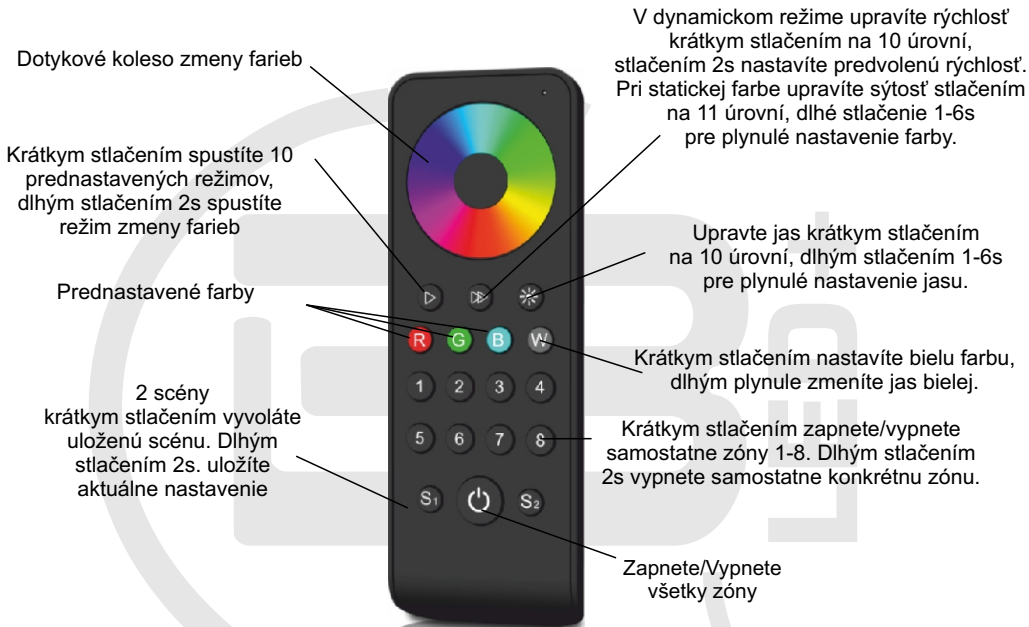 V dynamickom režime upravíte rýchlosť
krátkym stlačením na 10 úrovní,
stlačením 2s nastavíte predvolenú rýchlosť.
Pri statickej farbe upravíte sýtosť stlačením
na 11 úrovní, dlhé stlačenie 1-6s
pre plynulé nastavenie farby.
Dotykové koleso zmeny farieb
Krátkym stlačením spustíte 10
prednastavených režimov,
dlhým stlačením 2s spustíte
režim zmeny farieb
Upravte jas krátkym stlačením
na 10 úrovní, dlhým stlačením 1-6s
pre plynulé nastavenie jasu.
Prednastavené farby
R G B W
Krátkym stlačením nastavíte bielu farbu,
dlhým plynule zmeníte jas bielej.
1 2 3 4
2 scény
krátkym stlačením vyvoláte
uloženú scénu. Dlhým
stlačením 2s. uložíte
aktuálne nastavenie
5 6 7 8
Krátkym stlačením zapnete/vypnete
samostatne zóny 1-8. Dlhým stlačením
2s vypnete samostatne konkrétnu zónu.
S1 S2
Zapnete/Vypnete
všetky zóny
LED+